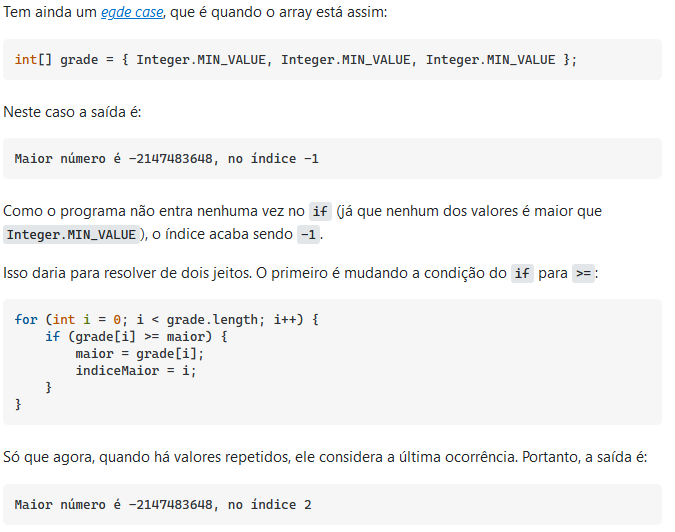 Tem ainda um egde case, que é quando o array está assim:
int[] grade = { Integer.MIN_VALUE, Integer.MIN_VALUE, Integer.MIN_VALUE };
Neste caso a saída é:
Maior número é -2147483648, no índice -1
Como o programa não entra nenhuma vez no if (já que nenhum dos valores é maior que
Integer.MIN_VALUE), o índice acaba sendo -1.
Isso daria para resolver de dois jeitos. O primeiro é mudando a condição do if para >=:
for (int i = 0; i < grade.length; i++) {
    if (grade[i] >= maior) {
        maior = grade[i];
        indiceMaior = i;
    }
}
Só que agora, quando há valores repetidos, ele considera a última ocorrência. Portanto, a saída é:
Maior número é -2147483648, no índice 2